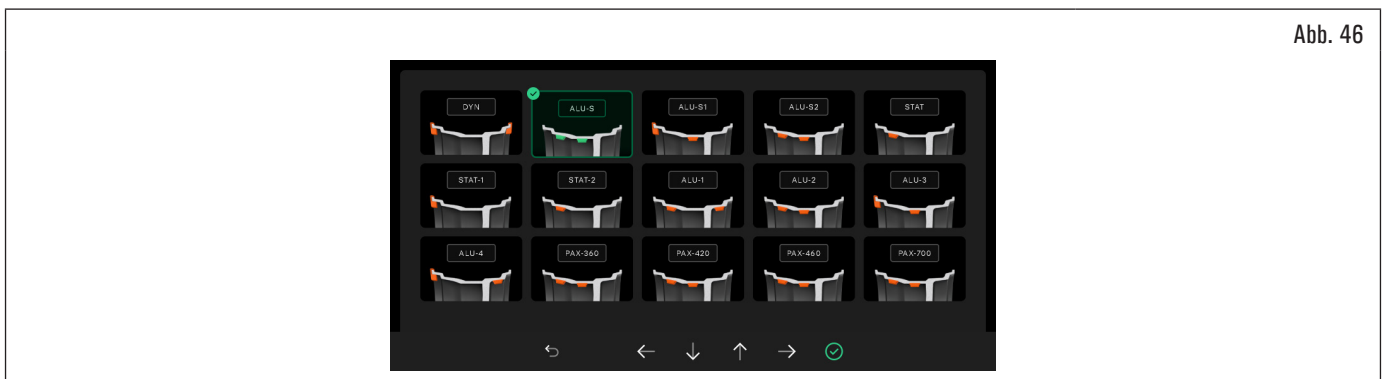 Abb. 46
DYN ALU-S ALU-S1 ALU-S2 STAT
STAT-1 STAT-2 ALU-1 ALU-2 ALU-3
ALU-4 PAX-360 PAX-420 PAX-460 PAX-700